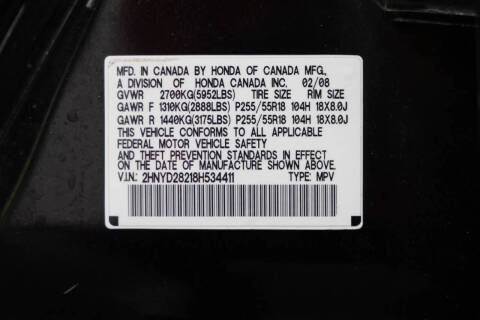 MFD. IN CANADA BY HONDA OF CANADA MFG.,
A DIVISION OF HONDA CANADA INC. 02/08
GVWR 2700KG(5952LBS) TIRE SIZE RIM SIZE
GAWR F 1310KG(2888LBS) P255/55R18 104H 18X8.0J
GAWR R 1440KG(3175LBS) P255/55R18 104H 18X8.0J
THIS VEHICLE CONFORMS TO ALL APPLICABLE
FEDERAL MOTOR VEHICLE SAFETY
AND THEFT PREVENTION STANDARDS IN EFFECT
ON THE DATE OF MANUFACTURE SHOWN ABOVE.
V.I.N: 2HNYD28218H534411 TYPE: MPV